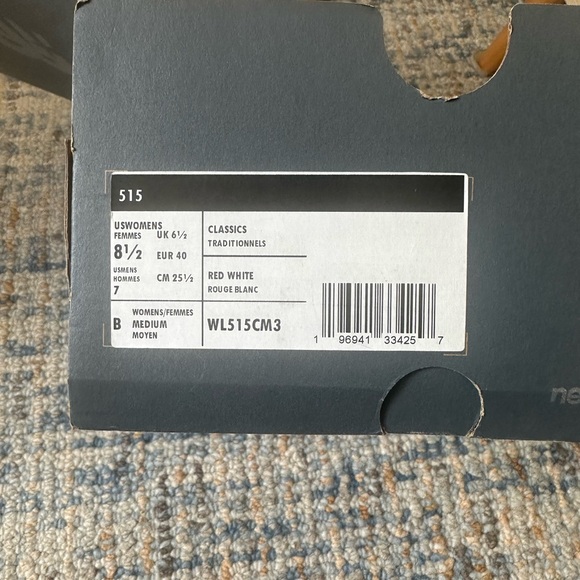 515
USWOMENS
FEMMES
8½
UK 6½
EUR 40
USMENS
HOMMES
7
CM 25½
B
WOMENS/FEMMES
MEDIUM
MOYEN
CLASSICS
TRADITIONNELS
RED WHITE
ROUGE BLANC
WL515CM3
1 96941 33425 7
ne